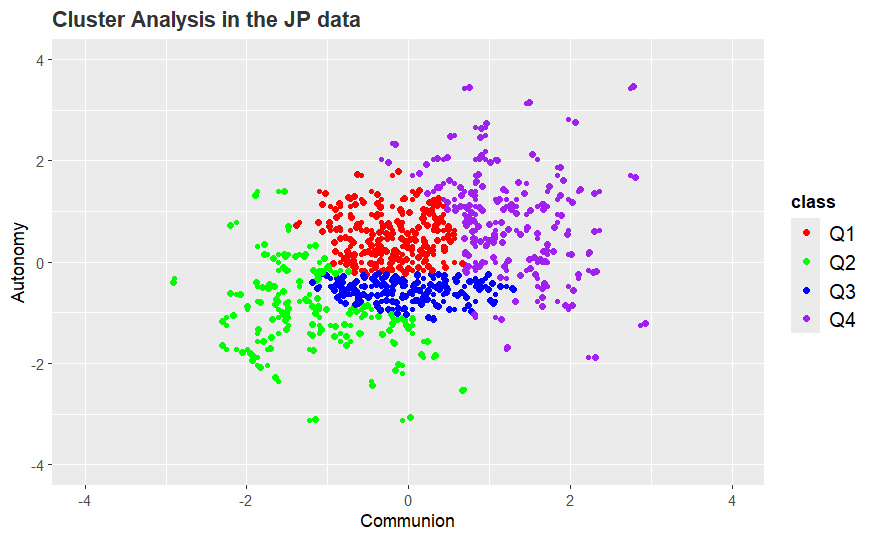 Cluster Analysis in the JP data
4
2
0
-2
-4
Autonomy
-4
-2
0
2
4
Communion
class
Q1
Q2
Q3
Q4